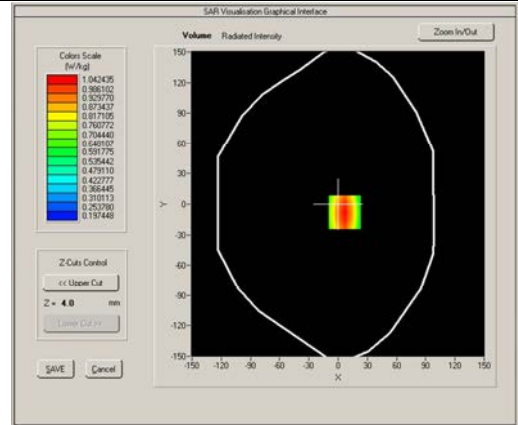 SAR Visualisation Graphical Interface
Volume Radiated Intensity
Zoom In/Out
Colors Scale
(W/kg)
1.042435
0.986102
0.929770
0.873437
0.817105
0.760772
0.704440
0.648107
0.591775
0.535442
0.479110
0.422777
0.366445
0.310113
0.253780
0.197448
Z-Cuts Control
<< Upper Cut
Z = 4.0 mm
Lower Cut >>
SAVE Cancel
150
120
90
60
30
0
-30
-60
-90
-120
-150
Y
-150 -120 -90 -60 -30 0 30 60 90 120 150
X